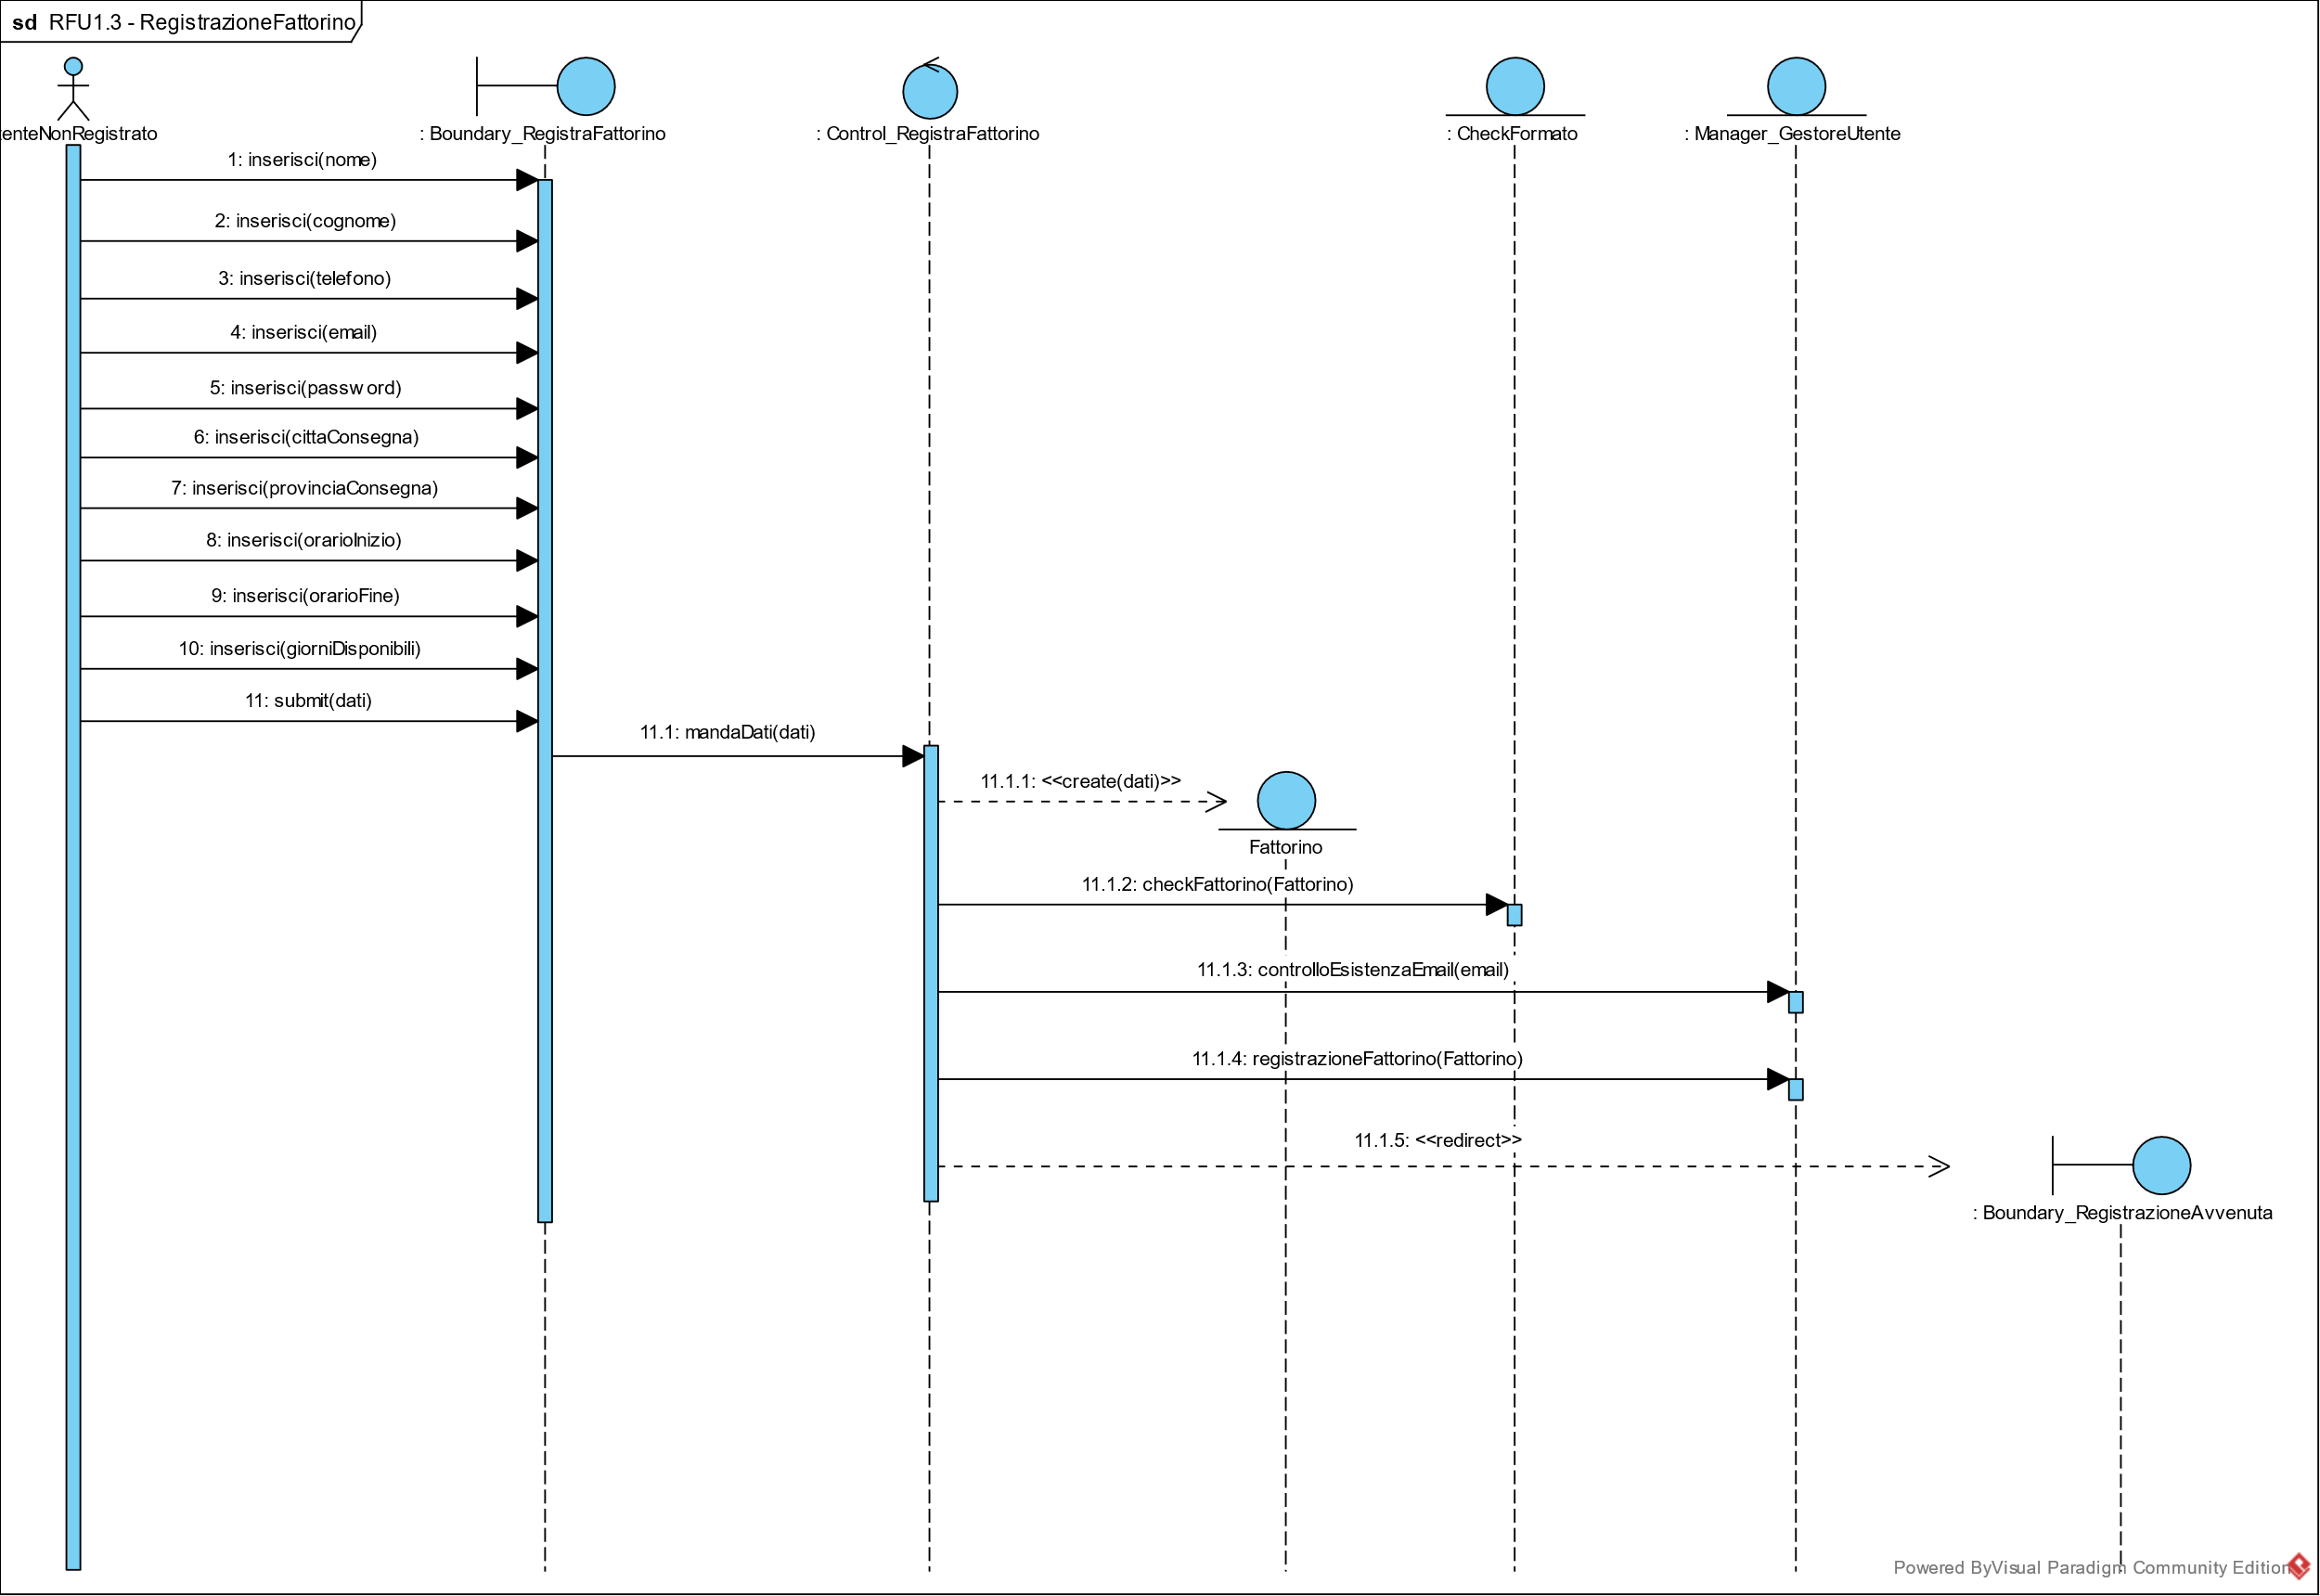 sd RFU1.3 - RegistrazioneFattorino
tenteNonRegistrato
: Boundary_RegistraFattorino
: Control_RegistraFattorino
: CheckFormato
: Manager_GestoreUtente
1: inserisci(nome)
2: inserisci(cognome)
3: inserisci(telefono)
4: inserisci(email)
5: inserisci(password)
6: inserisci(cittaConsegna)
7: inserisci(provinciaConsegna)
8: inserisci(orarioInizio)
9: inserisci(orarioFine)
10: inserisci(giorniDisponibili)
11: submit(dati)
11.1: mandaDati(dati)
11.1.1: <<create(dati)>>
Fattorino
11.1.2: checkFattorino(Fattorino)
11.1.3: controlloEsistenzaEmail(email)
11.1.4: registrazioneFattorino(Fattorino)
11.1.5: <<redirect>>
: Boundary_RegistrazioneAvvenuta
Powered ByVisual Paradigm Community Edition